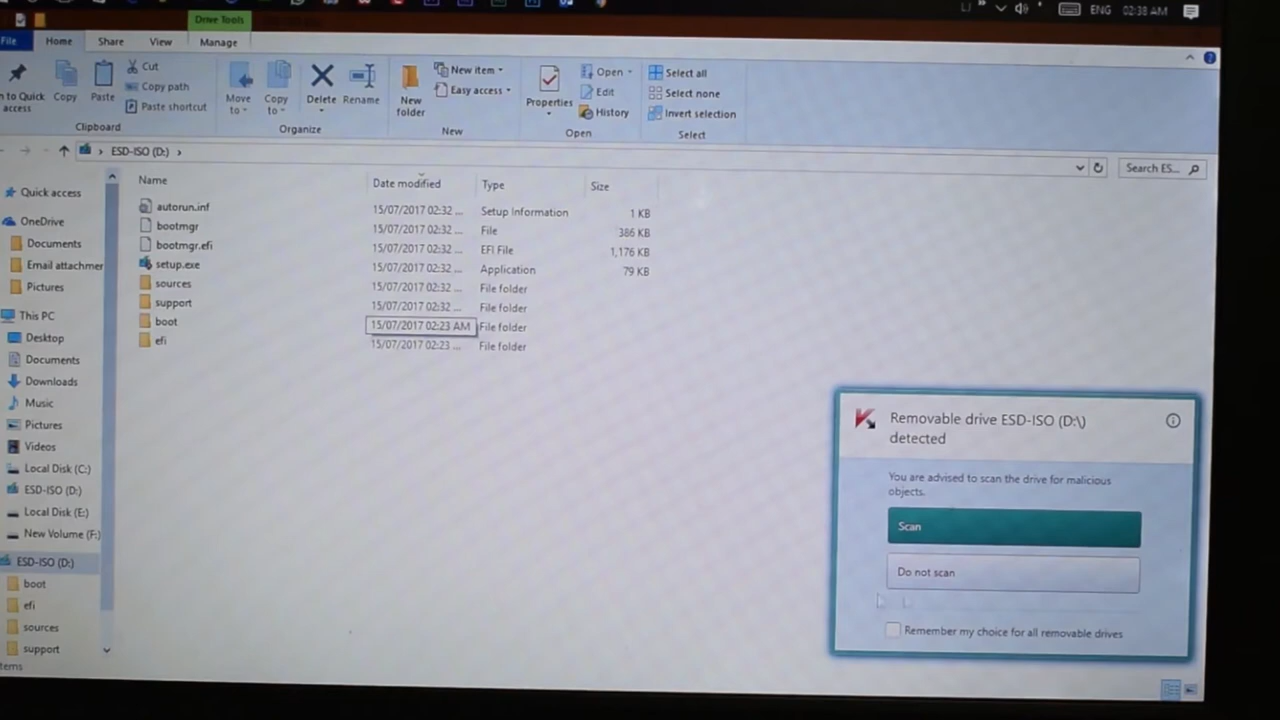 ENG 02:38 AM
Drive Tools
File Home Share View Manage
to Quick access
Copy
Paste
Cut
Copy path
Paste shortcut
Clipboard
Move to
Copy to
Delete
Rename
Organize
New folder
New item
Easy access
New
Properties
Open
Edit
History
Open
Select all
Select none
Invert selection
Select
ESD-ISO (D:)
Search ES...
Quick access
OneDrive
Documents
Email attachmer
Pictures
This PC
Desktop
Documents
Downloads
Music
Pictures
Videos
Local Disk (C:)
ESD-ISO (D:)
Local Disk (E:)
New Volume (F:)
ESD-ISO (D:)
boot
efi
sources
support
Name Date modified Type Size
autorun.inf 15/07/2017 02:32 ... Setup Information 1 KB
bootmgr 15/07/2017 02:32 ... File 386 KB
bootmgr.efi 15/07/2017 02:32 ... EFI File 1,176 KB
setup.exe 15/07/2017 02:32 ... Application 79 KB
sources 15/07/2017 02:32 ... File folder
support 15/07/2017 02:32 ... File folder
boot 15/07/2017 02:23 AM File folder
efi 15/07/2017 02:23 ... File folder
Removable drive ESD-ISO (D:\)
detected
You are advised to scan the drive for malicious
objects.
Scan
Do not scan
Remember my choice for all removable drives